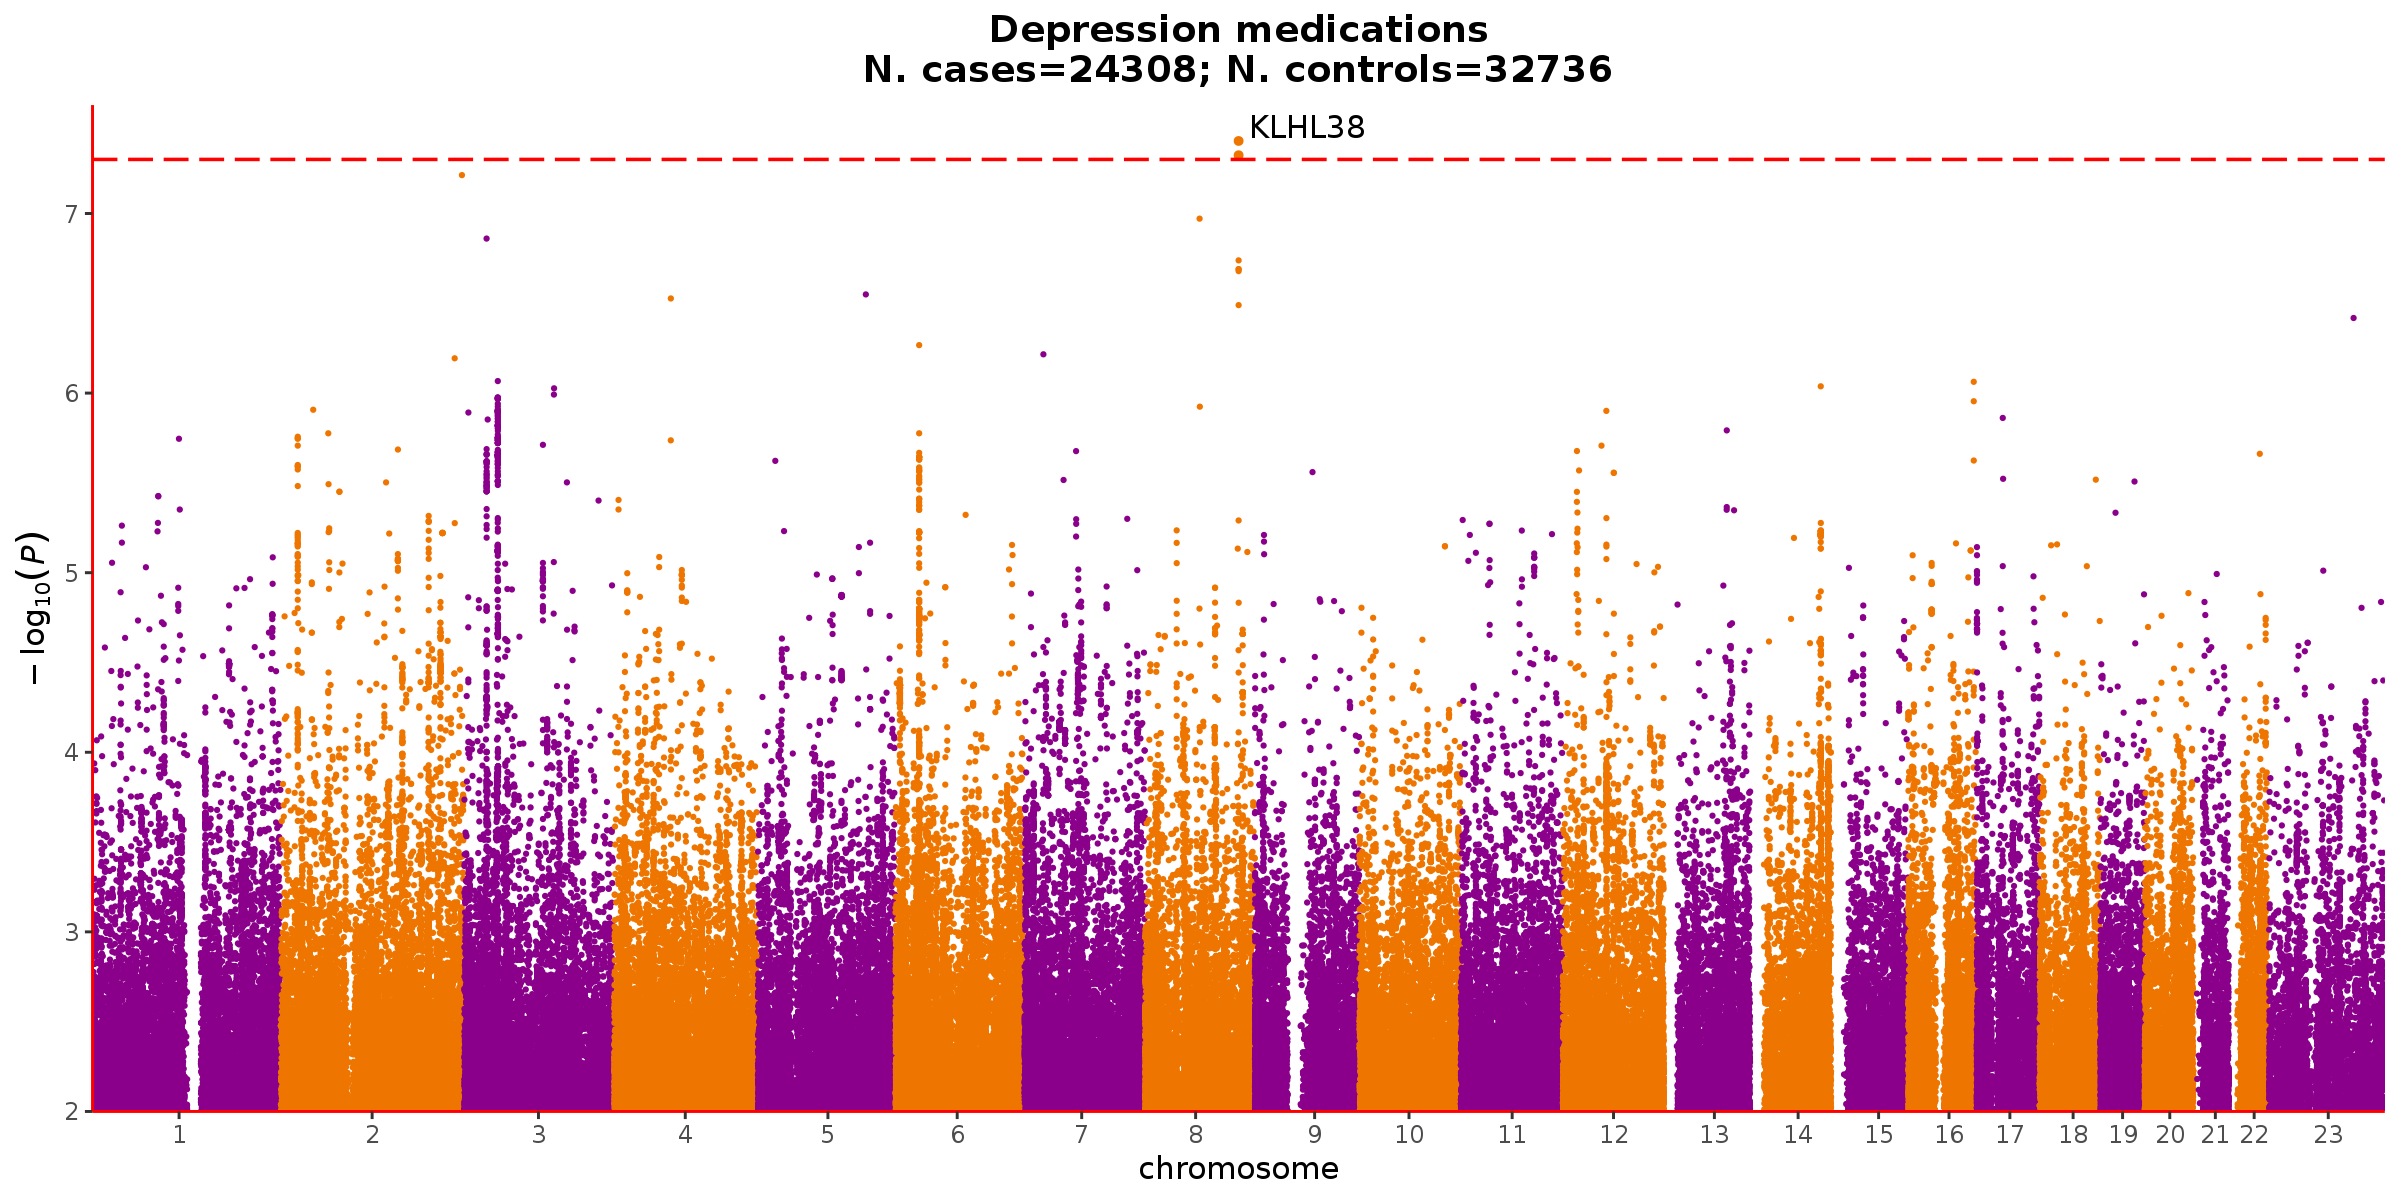 Depression medications
N. cases=24308; N. controls=32736
KLHL38
7
6
5
4
3
2
−log10(P)
1 2 3 4 5 6 7 8 9 10 11 12 13 14 15 16 17 18 19 20 21 22 23
chromosome